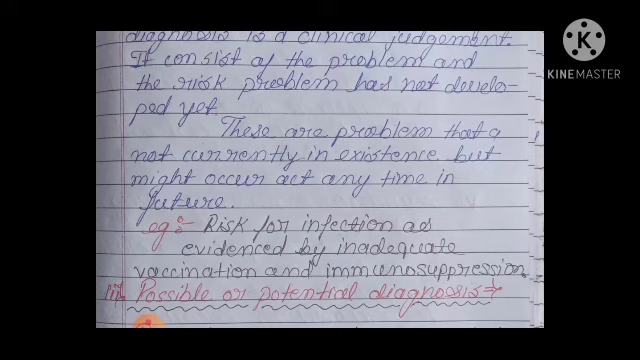 diagnosis is a clinical judgement.
It consist of the problem and
the risk problem has not develo-
ped yet.
These are problem that a
not currently in existence but
might occur act any time in
future.
eg:- Risk for infection as
evidenced by inadequate
vaccination and immunosuppression.
iii. Possible or potential diagnosis⇒
KINEMASTER